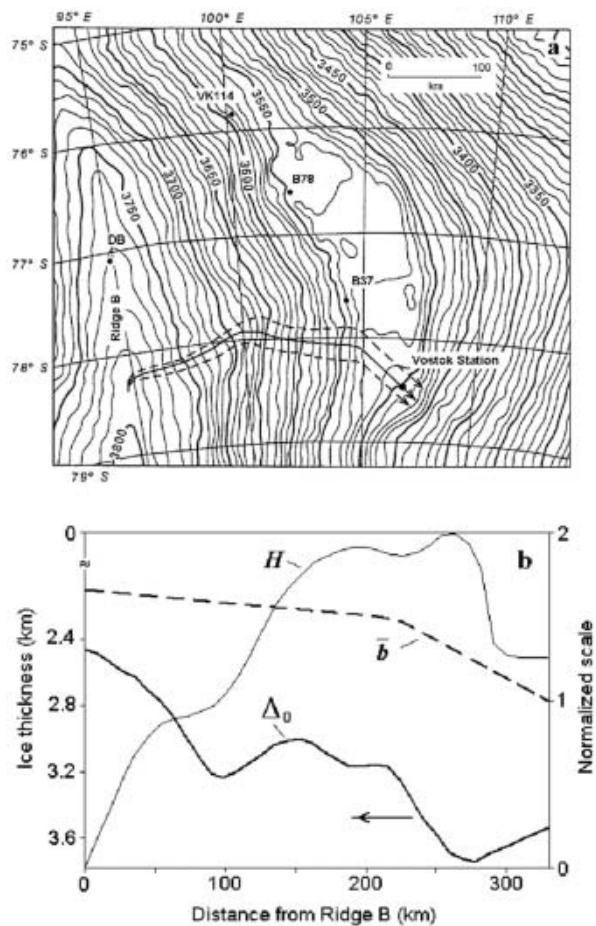 95° E 100° E 105° E 110° E
75° S
76° S
77° S
78° S
79° S
a
0 100
km
VK114
B78
DB
Ridge B
B37
Vostok Station
3450
3500
3550
3400
3350
3700
3650
3750
3800
b
H
b̄
Δ₀
Ice thickness (km)
0
≈
2.4
2.8
3.2
3.6
Normalized scale
2
1
0
0 100 200 300
Distance from Ridge B (km)